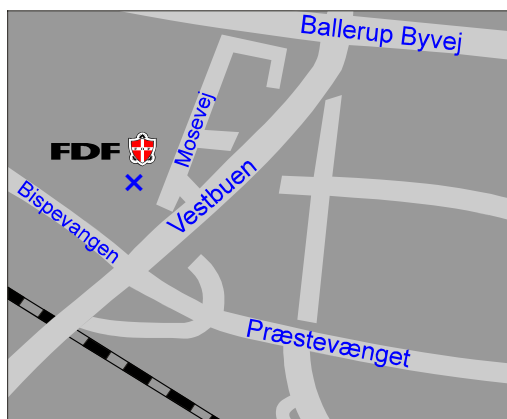 Ballerup Byvej
Mosevej
FDF
Vestbuen
Bispevangen
Præstevænget